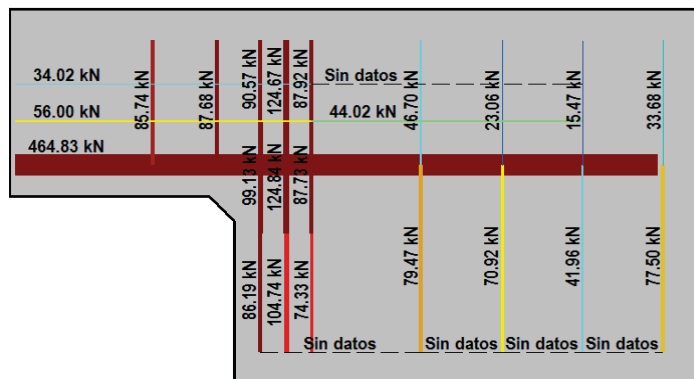 34.02 kN
56.00 kN
464.83 kN
85.74 kN
87.68 kN
90.57 kN
124.67 kN
87.92 kN
Sin datos
44.02 kN
46.70 kN
23.06 kN
15.47 kN
33.68 kN
99.13 kN
124.84 kN
87.73 kN
86.19 kN
104.74 kN
74.33 kN
79.47 kN
70.92 kN
41.96 kN
77.50 kN
Sin datos
Sin datos
Sin datos
Sin datos